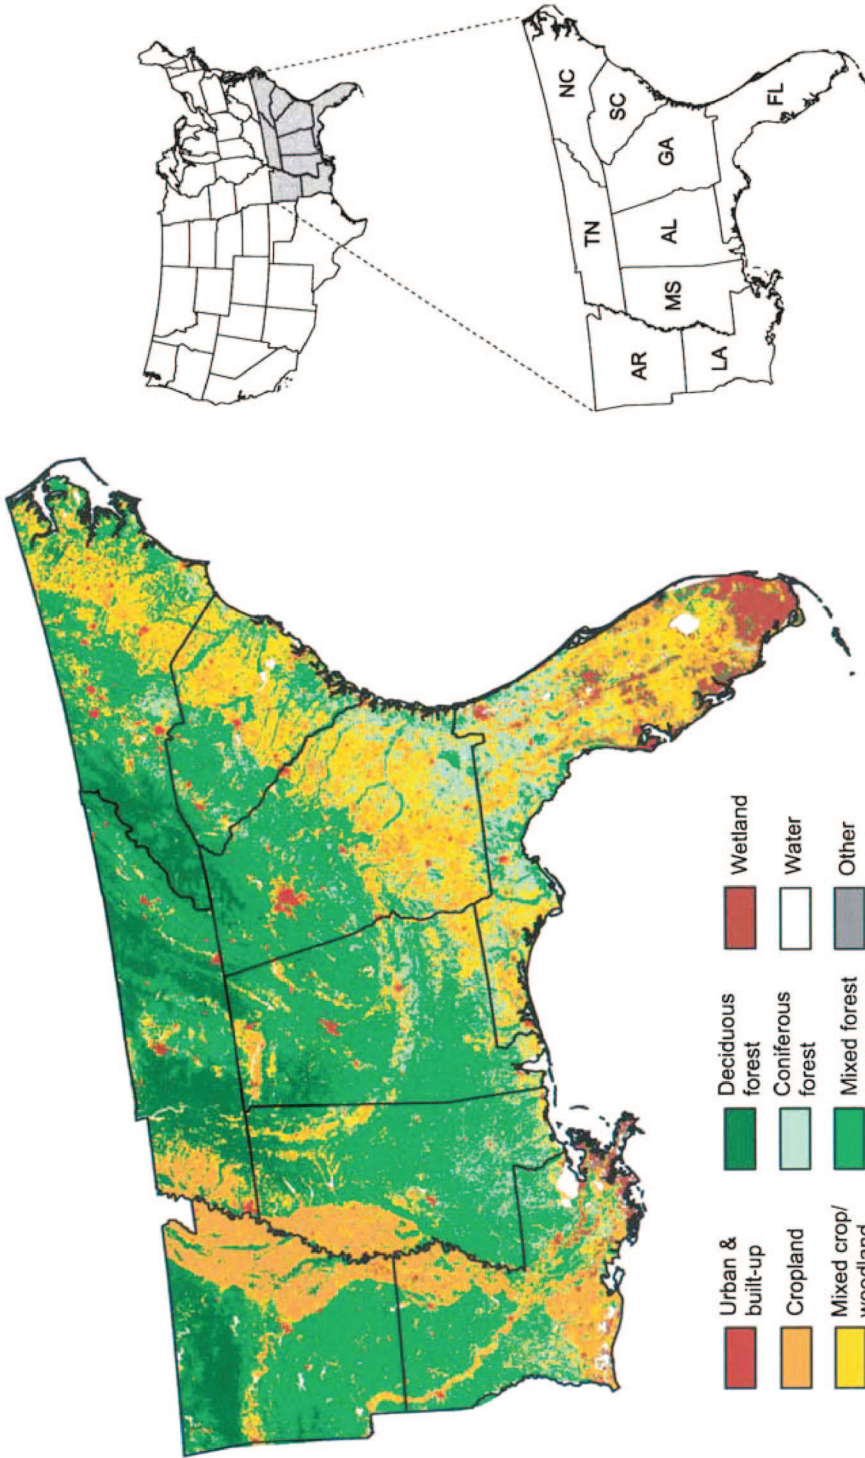 NC
SC
TN
GA
AL
FL
MS
AR
LA
Urban &
built-up
Cropland
Mixed crop/
woodland
Deciduous
forest
Coniferous
forest
Mixed forest
Wetland
Water
Other